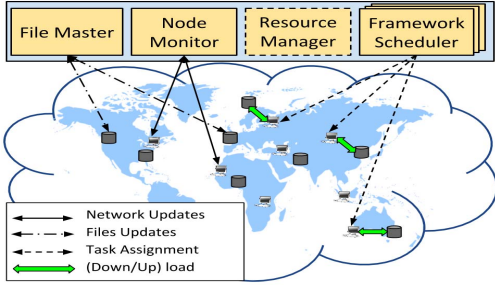 File Master
Node
Monitor
Resource
Manager
Framework
Scheduler
Network Updates
Files Updates
Task Assignment
(Down/Up) load